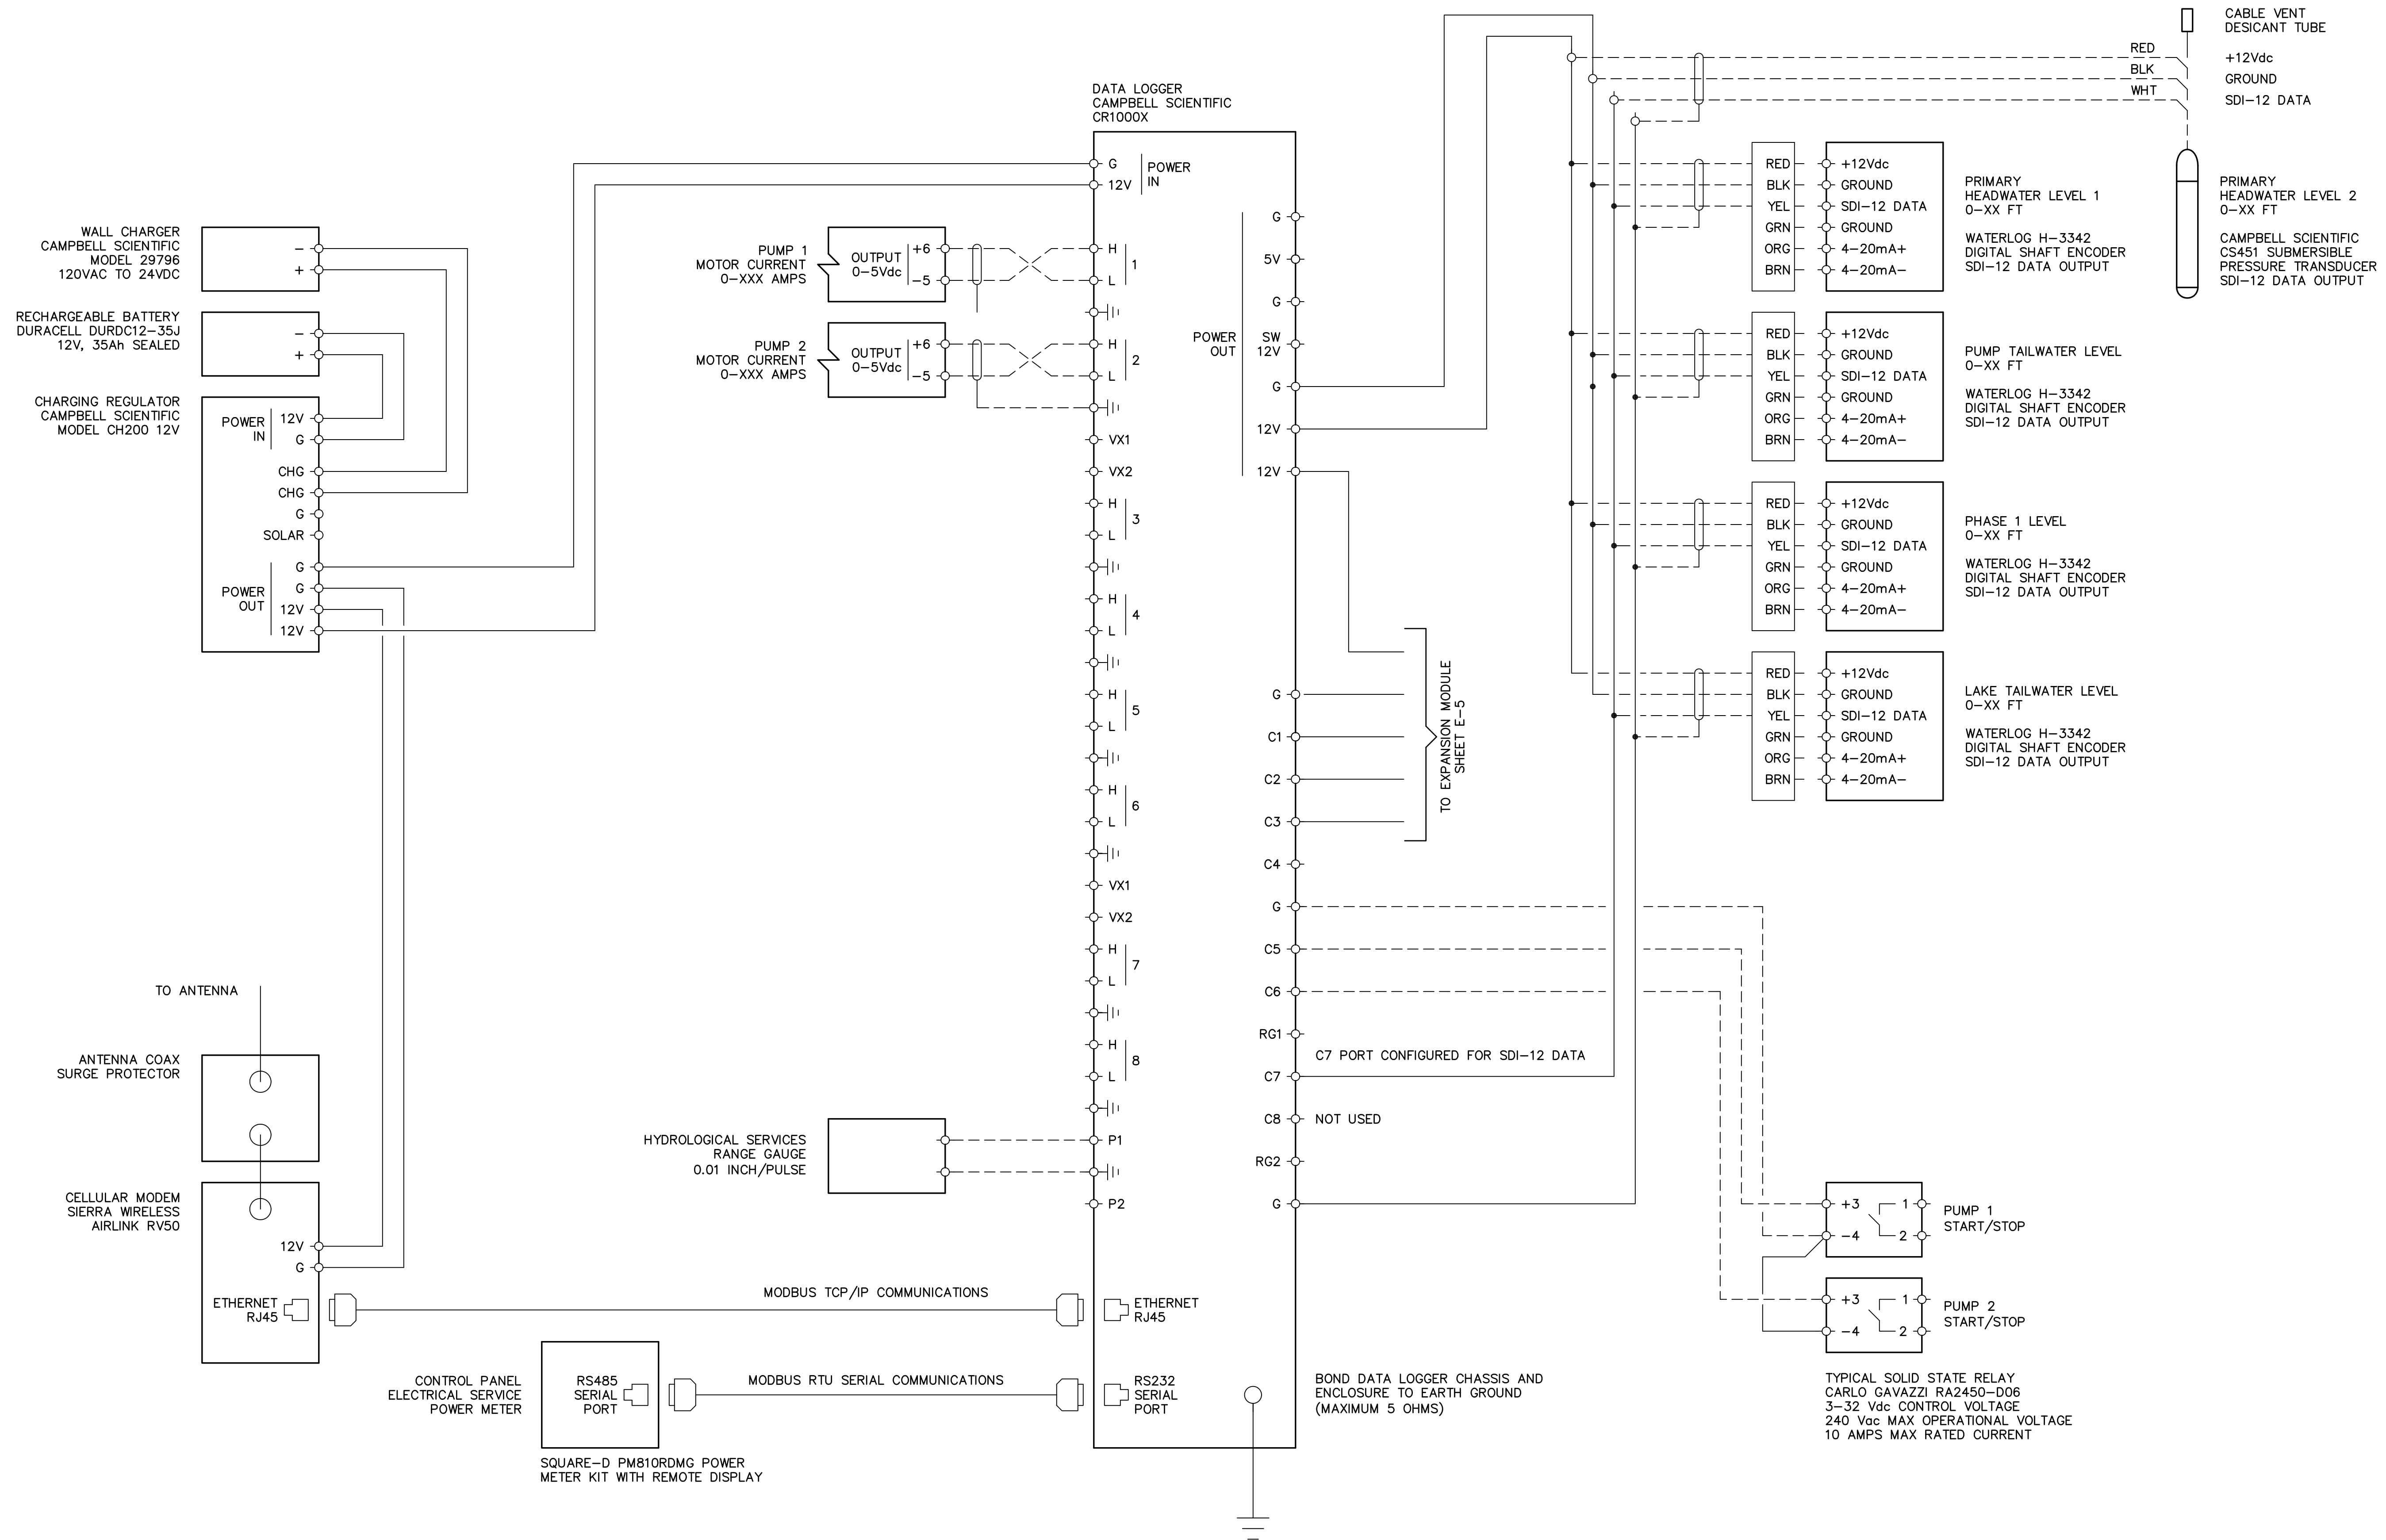 CABLE VENT
DESICANT TUBE
RED
+12Vdc
BLK
GROUND
WHT
SDI-12 DATA
DATA LOGGER
CAMPBELL SCIENTIFIC
CR1000X
G
12V
POWER
IN
WALL CHARGER
CAMPBELL SCIENTIFIC
MODEL 29796
120VAC TO 24VDC
-
+
RECHARGEABLE BATTERY
DURACELL DURDC12-35J
12V, 35Ah SEALED
-
+
CHARGING REGULATOR
CAMPBELL SCIENTIFIC
MODEL CH200 12V
POWER
IN
12V
G
CHG
CHG
G
SOLAR
POWER
OUT
G
G
12V
12V
TO ANTENNA
ANTENNA COAX
SURGE PROTECTOR
CELLULAR MODEM
SIERRA WIRELESS
AIRLINK RV50
12V
G
ETHERNET
RJ45
PUMP 1
MOTOR CURRENT
0-XXX AMPS
OUTPUT
0-5Vdc
+6
-5
PUMP 2
MOTOR CURRENT
0-XXX AMPS
OUTPUT
0-5Vdc
+6
-5
H
L
1
H
L
2
VX1
VX2
H
L
3
H
L
4
H
L
5
H
L
6
VX1
VX2
H
L
7
H
L
8
P1
P2
HYDROLOGICAL SERVICES
RANGE GAUGE
0.01 INCH/PULSE
MODBUS TCP/IP COMMUNICATIONS
ETHERNET
RJ45
CONTROL PANEL
ELECTRICAL SERVICE
POWER METER
RS485
SERIAL
PORT
MODBUS RTU SERIAL COMMUNICATIONS
RS232
SERIAL
PORT
SQUARE-D PM810RDMG POWER
METER KIT WITH REMOTE DISPLAY
POWER
OUT
G
5V
G
SW
12V
G
12V
12V
G
C1
C2
C3
C4
G
C5
C6
RG1
C7
C8
RG2
G
TO EXPANSION MODULE
SHEET E-5
C7 PORT CONFIGURED FOR SDI-12 DATA
NOT USED
BOND DATA LOGGER CHASSIS AND
ENCLOSURE TO EARTH GROUND
(MAXIMUM 5 OHMS)
RED
BLK
YEL
GRN
ORG
BRN
+12Vdc
GROUND
SDI-12 DATA
GROUND
4-20mA+
4-20mA-
PRIMARY
HEADWATER LEVEL 1
0-XX FT
WATERLOG H-3342
DIGITAL SHAFT ENCODER
SDI-12 DATA OUTPUT
PRIMARY
HEADWATER LEVEL 2
0-XX FT
CAMPBELL SCIENTIFIC
CS451 SUBMERSIBLE
PRESSURE TRANSDUCER
SDI-12 DATA OUTPUT
RED
BLK
YEL
GRN
ORG
BRN
+12Vdc
GROUND
SDI-12 DATA
GROUND
4-20mA+
4-20mA-
PUMP TAILWATER LEVEL
0-XX FT
WATERLOG H-3342
DIGITAL SHAFT ENCODER
SDI-12 DATA OUTPUT
RED
BLK
YEL
GRN
ORG
BRN
+12Vdc
GROUND
SDI-12 DATA
GROUND
4-20mA+
4-20mA-
PHASE 1 LEVEL
0-XX FT
WATERLOG H-3342
DIGITAL SHAFT ENCODER
SDI-12 DATA OUTPUT
RED
BLK
YEL
GRN
ORG
BRN
+12Vdc
GROUND
SDI-12 DATA
GROUND
4-20mA+
4-20mA-
LAKE TAILWATER LEVEL
0-XX FT
WATERLOG H-3342
DIGITAL SHAFT ENCODER
SDI-12 DATA OUTPUT
+3
-4
1
2
PUMP 1
START/STOP
+3
-4
1
2
PUMP 2
START/STOP
TYPICAL SOLID STATE RELAY
CARLO GAVAZZI RA2450-D06
3-32 Vdc CONTROL VOLTAGE
240 Vac MAX OPERATIONAL VOLTAGE
10 AMPS MAX RATED CURRENT